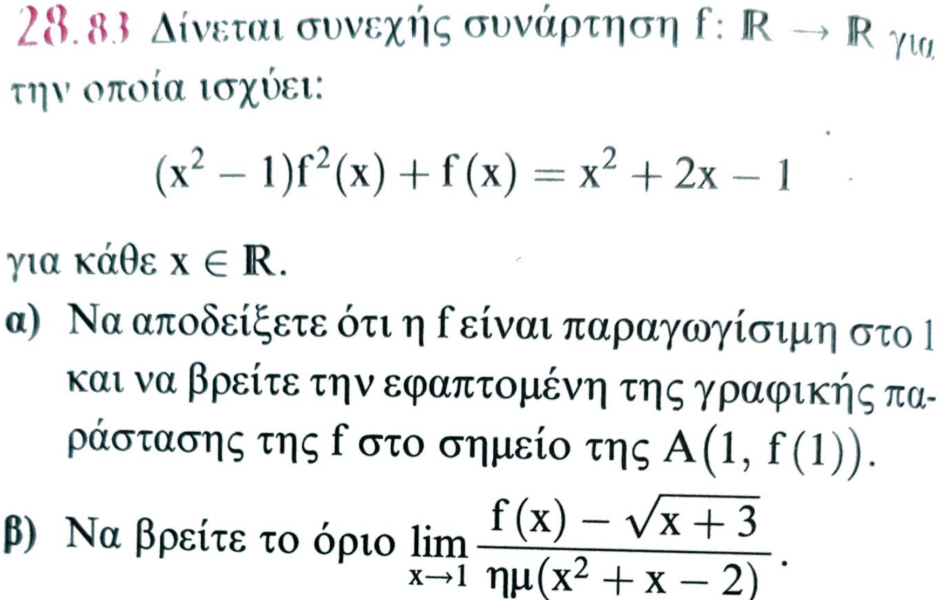 28.83 Δίνεται συνεχής συνάρτηση f: ℝ → ℝ για
την οποία ισχύει:
(x² − 1)f²(x) + f(x) = x² + 2x − 1
για κάθε x ∈ ℝ.
α) Να αποδείξετε ότι η f είναι παραγωγίσιμη στο 1
και να βρείτε την εφαπτομένη της γραφικής πα-
ράστασης της f στο σημείο της A(1, f(1)).
β) Να βρείτε το όριο lim x→1 (f(x) − √(x + 3)) / ημ(x² + x − 2).